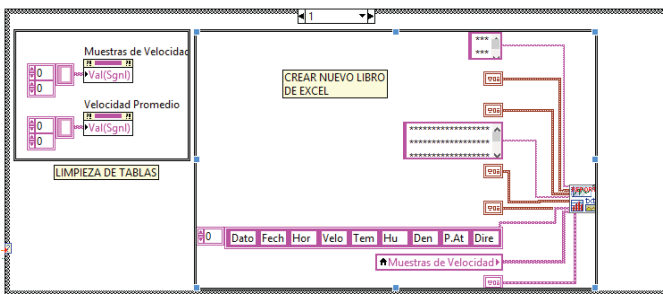 1
Muestras de Velocidad
0
0
Val(Sgnl)
Velocidad Promedio
0
0
Val(Sgnl)
LIMPIEZA DE TABLAS
CREAR NUEVO LIBRO
DE EXCEL
***
***
******************
******************
******************
0 Dato Fech Hor Velo Tem Hu Den P.At Dire
Muestras de Velocidad